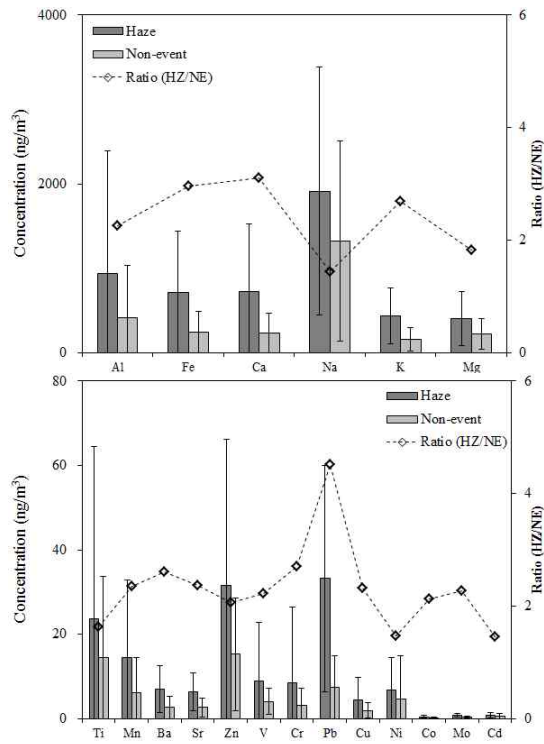 4000
6
Haze
Non-event
Ratio (HZ/NE)
Concentration (ng/m³)
Ratio (HZ/NE)
4
2000
2
0
0
Al Fe Ca Na K Mg
80
6
Haze
Non-event
Ratio (HZ/NE)
60
Concentration (ng/m³)
Ratio (HZ/NE)
4
40
2
20
0
0
Ti Mn Ba Sr Zn V Cr Pb Cu Ni Co Mo Cd